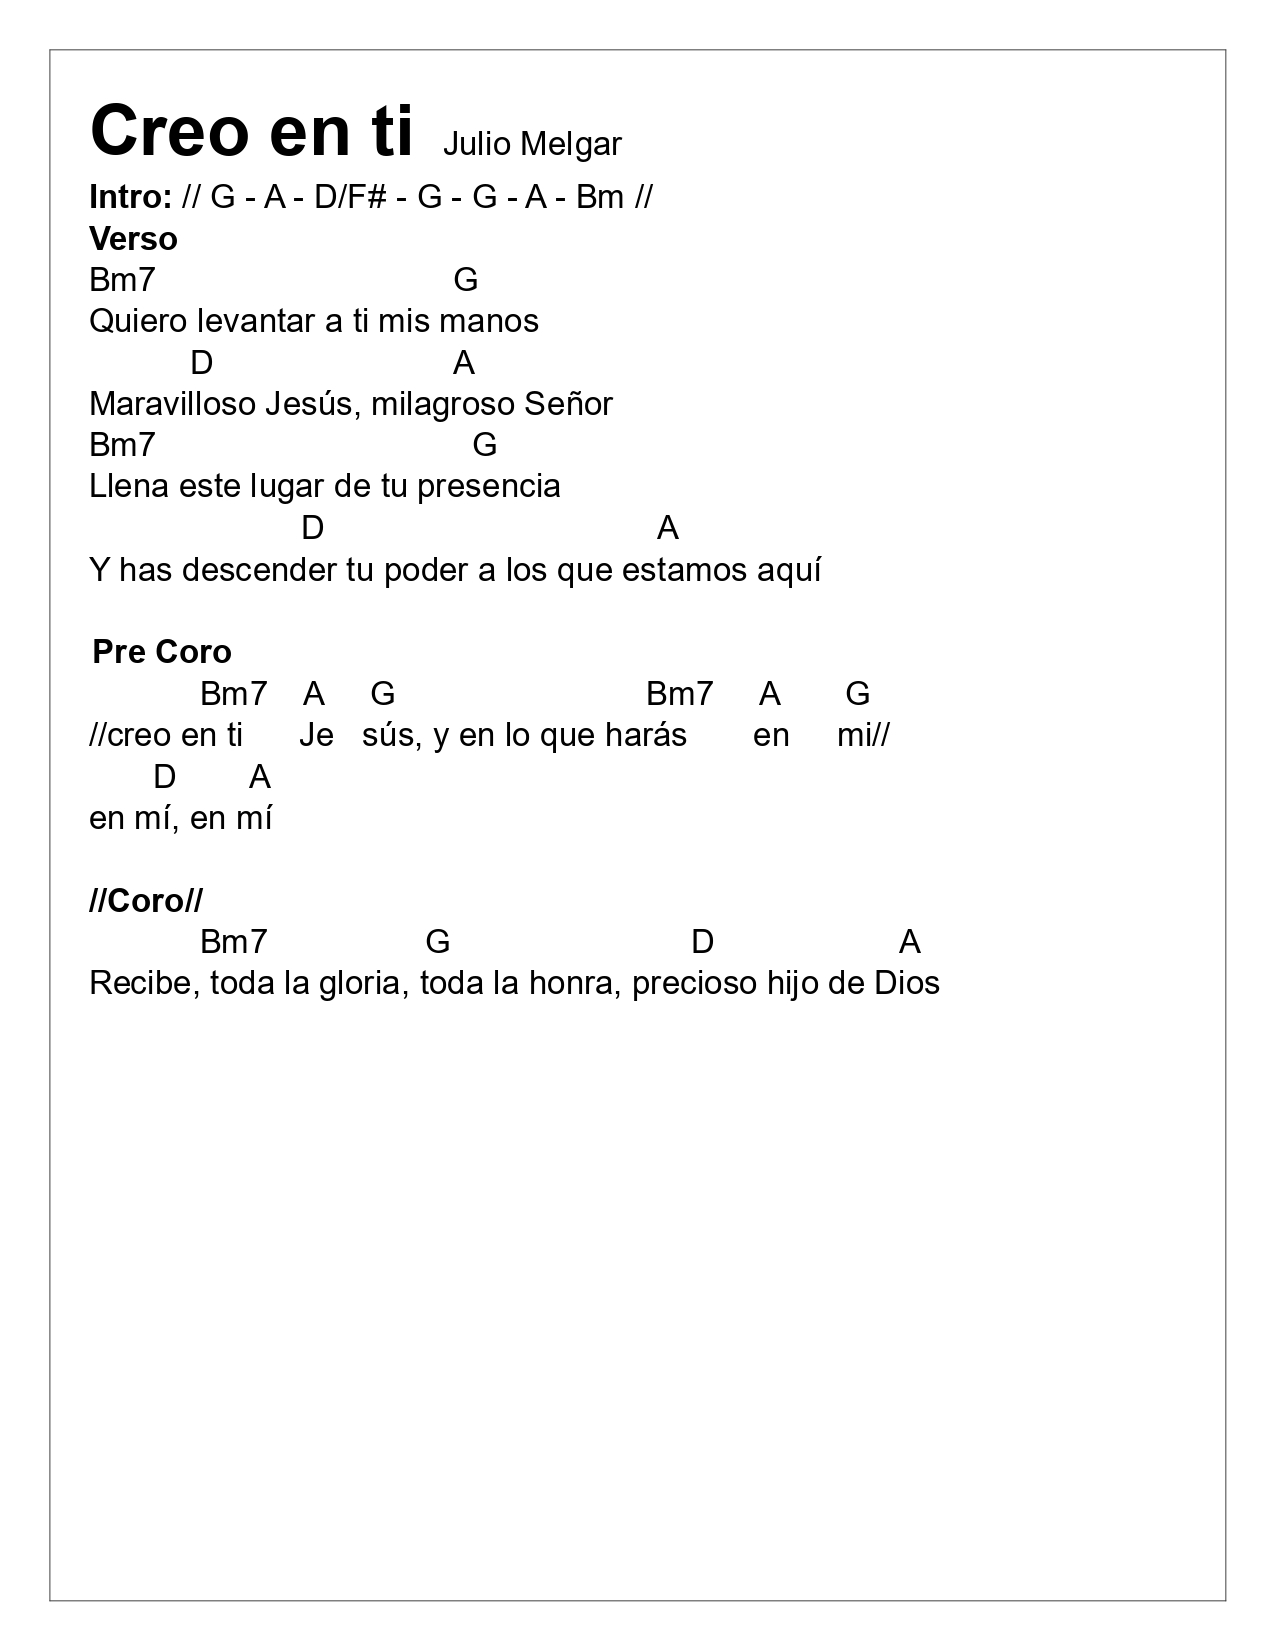 Creo en ti Julio Melgar
Intro: // G - A - D/F# - G - G - A - Bm //
Verso
Bm7 G
Quiero levantar a ti mis manos
D A
Maravilloso Jesús, milagroso Señor
Bm7 G
Llena este lugar de tu presencia
D A
Y has descender tu poder a los que estamos aquí
Pre Coro
Bm7 A G Bm7 A G
//creo en ti Je sús, y en lo que harás en mi//
D A
en mí, en mí
//Coro//
Bm7 G D A
Recibe, toda la gloria, toda la honra, precioso hijo de Dios